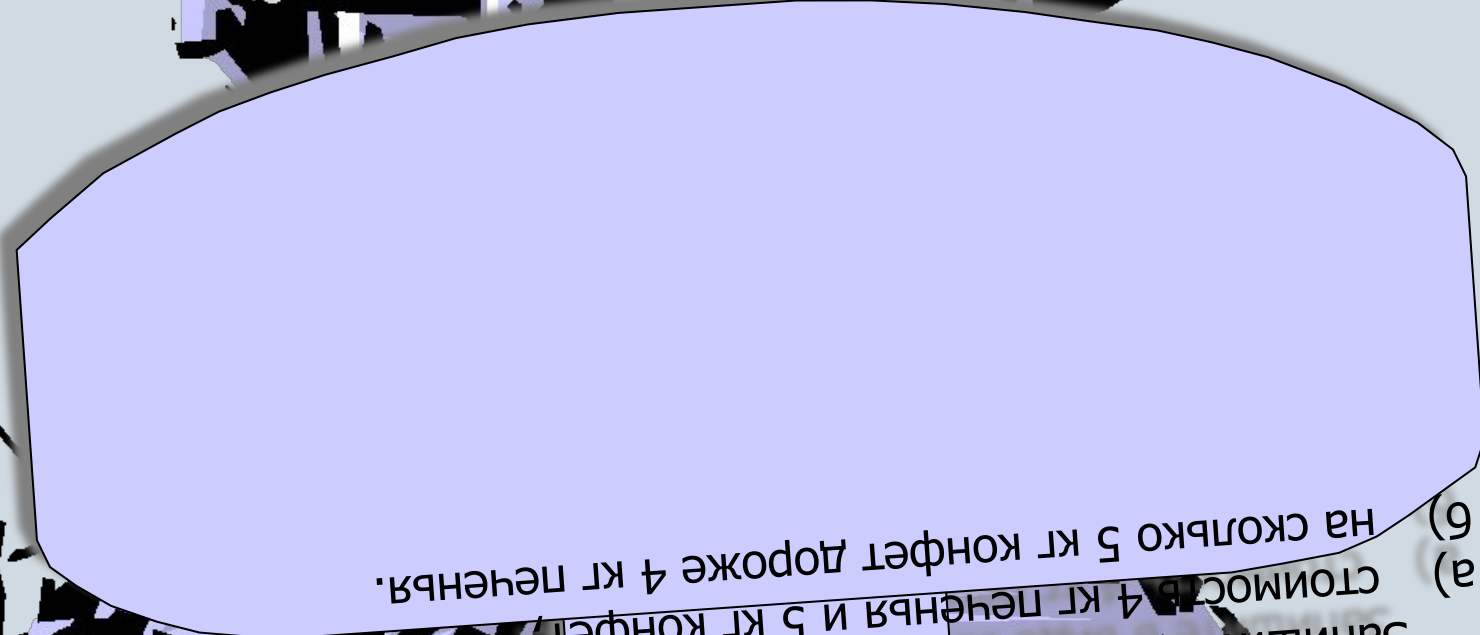 а) стоимость 4 кг печенья и 5 кг конфет,
б) на сколько 5 кг конфет дороже 4 кг печенья.